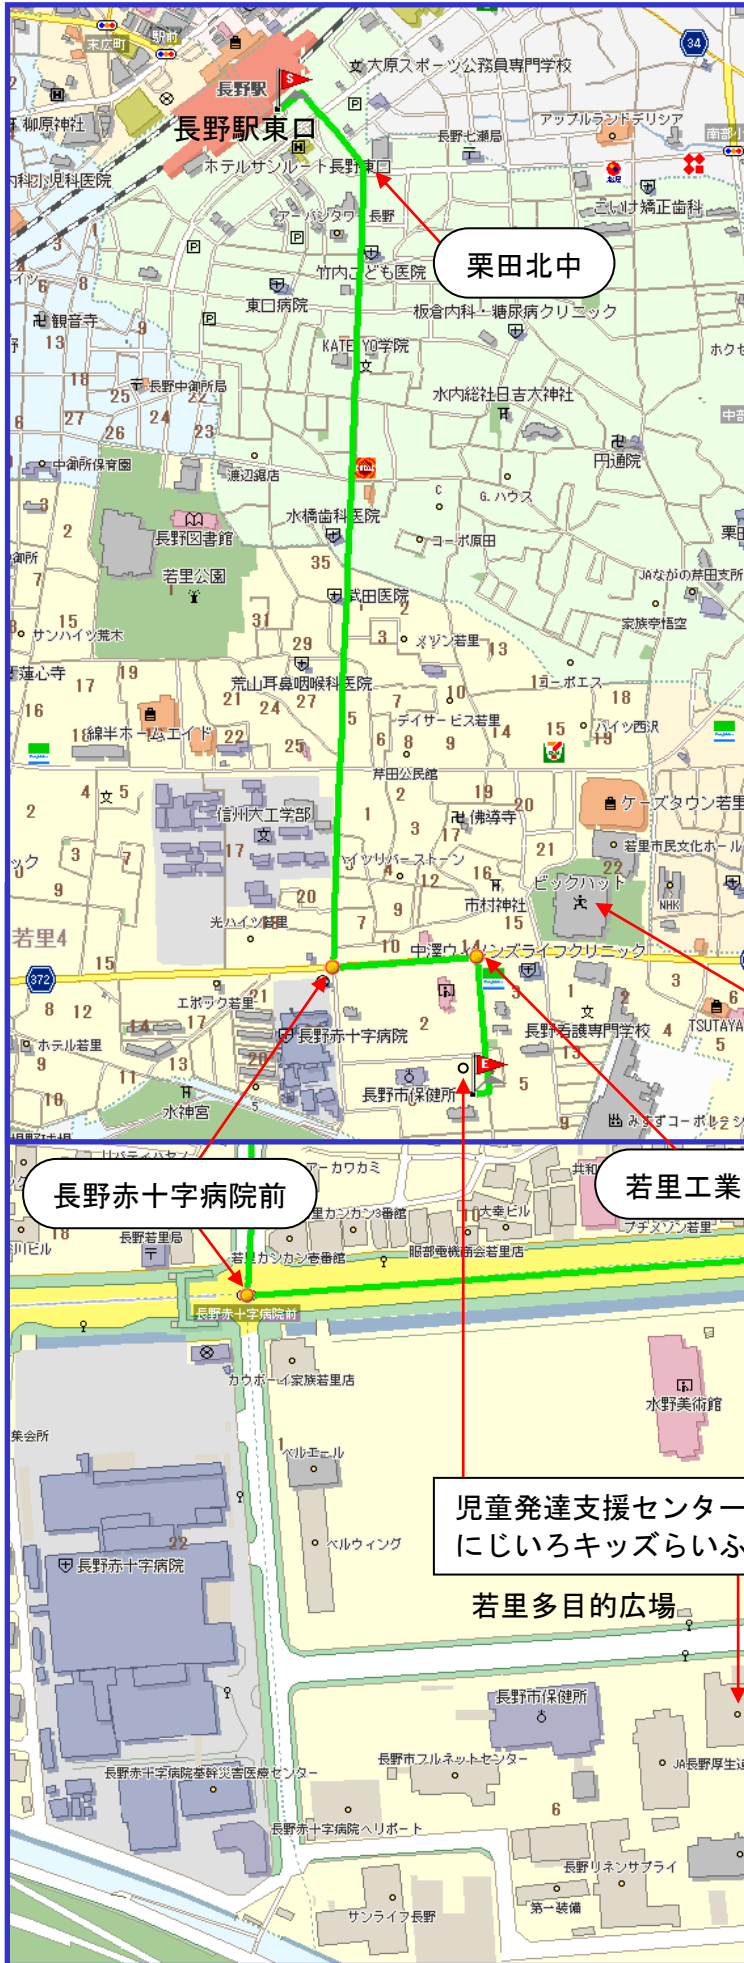 末広町
駅前
長野駅
大原スポーツ公務員専門学校
34
柳原神社
長野駅東口
長野七瀬局
アップルランドデリシア
ホテルサンルート長野東口
こいけ矯正歯科
アーバンタワー長野
栗田北中
竹内こども医院
東口病院
板倉内科・糖尿病クリニック
観音寺
長野中御所局
水内総社日吉大神社
円通院
中御所保育園
渡辺鋸店
G.ハウス
水橋歯科医院
コーポ原田
長野図書館
若里公園
JAながの芹田支所
武田医院
家族亭悟空
サンハイツ荒木
メゾン若里
蓮心寺
荒山耳鼻咽喉科医院
コーポエス
デイサービス若里
ハイツ西沢
綿半ホームエイド
芹田公民館
信州大工学部
佛導寺
ケーズタウン若里
若里市民文化ホール
ハイツリバーストーン
ビックハット
市村神社
NHK
光ハイツ若里
若里4
中澤ウィメンズライフクリニック
372
エポック若里
長野赤十字病院
長野看護専門学校
TSUTAYA
ホテル若里
長野市保健所
水神宮
みすずコーポレーシ
アーカワカミ
長野赤十字病院前
若里工業
里カンカン3番館
大幸ビル
プチメゾン若里
長野若里局
若里カンカン壱番館
服部電機商会若里店
長野赤十字病院前
カウボーイ家族若里店
水野美術館
集会所
ベルエール
児童発達支援センター
にじいろキッズらいふ
ベルウィング
長野赤十字病院
若里多目的広場
長野市保健所
長野市フルネットセンター
JA長野厚生連
長野赤十字病院基幹災害医療センター
長野赤十字病院ヘリポート
長野リネンサプライ
第一装備
サンライフ長野